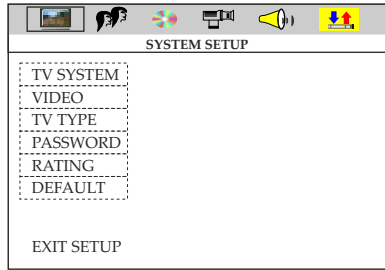 SYSTEM SETUP
TV SYSTEM
VIDEO
TV TYPE
PASSWORD
RATING
DEFAULT
EXIT SETUP